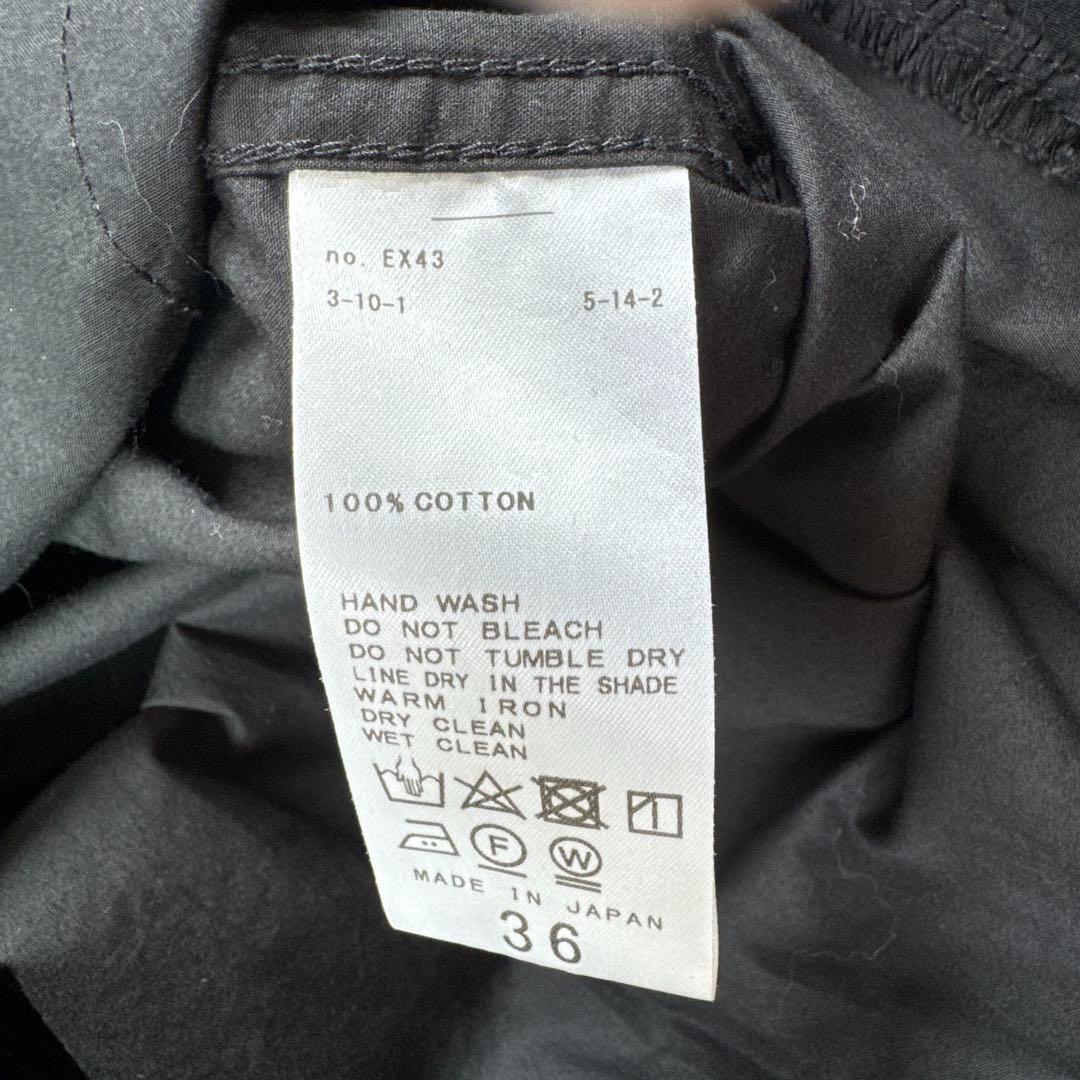 no. EX43
3-10-1 5-14-2
100% COTTON
HAND WASH
DO NOT BLEACH
DO NOT TUMBLE DRY
LINE DRY IN THE SHADE
WARM IRON
DRY CLEAN
WET CLEAN
F W
MADE IN JAPAN
36